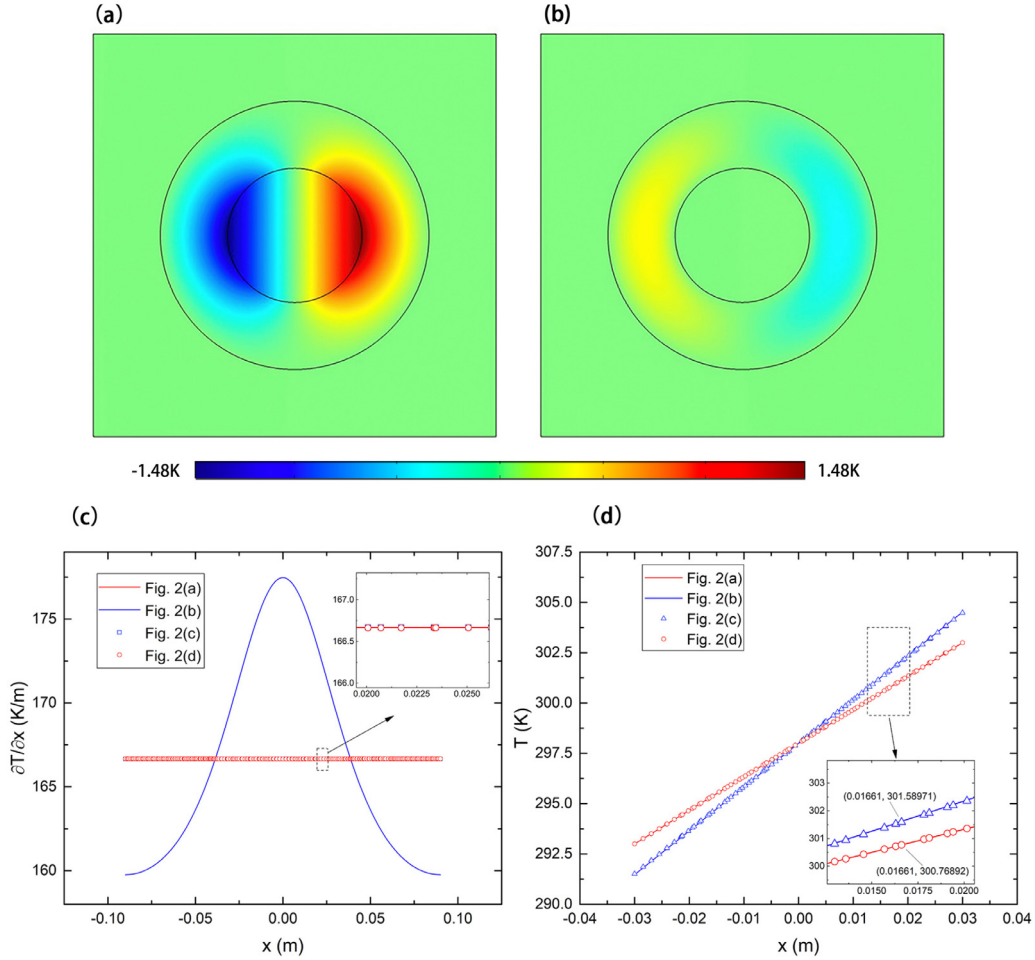 (a)
(b)
-1.48K
1.48K
(c)
∂T/∂x (K/m)
175
170
165
160
Fig. 2(a)
Fig. 2(b)
Fig. 2(c)
Fig. 2(d)
167.0
166.5
166.0
0.0200 0.0225 0.0250
-0.10 -0.05 0.00 0.05 0.10
x (m)
(d)
T (K)
307.5
305.0
302.5
300.0
297.5
295.0
292.5
290.0
Fig. 2(a)
Fig. 2(b)
Fig. 2(c)
Fig. 2(d)
303
302
301
300
(0.01661, 301.58971)
(0.01661, 300.76892)
0.0150 0.0175 0.0200
-0.04 -0.03 -0.02 -0.01 0.00 0.01 0.02 0.03 0.04
x (m)